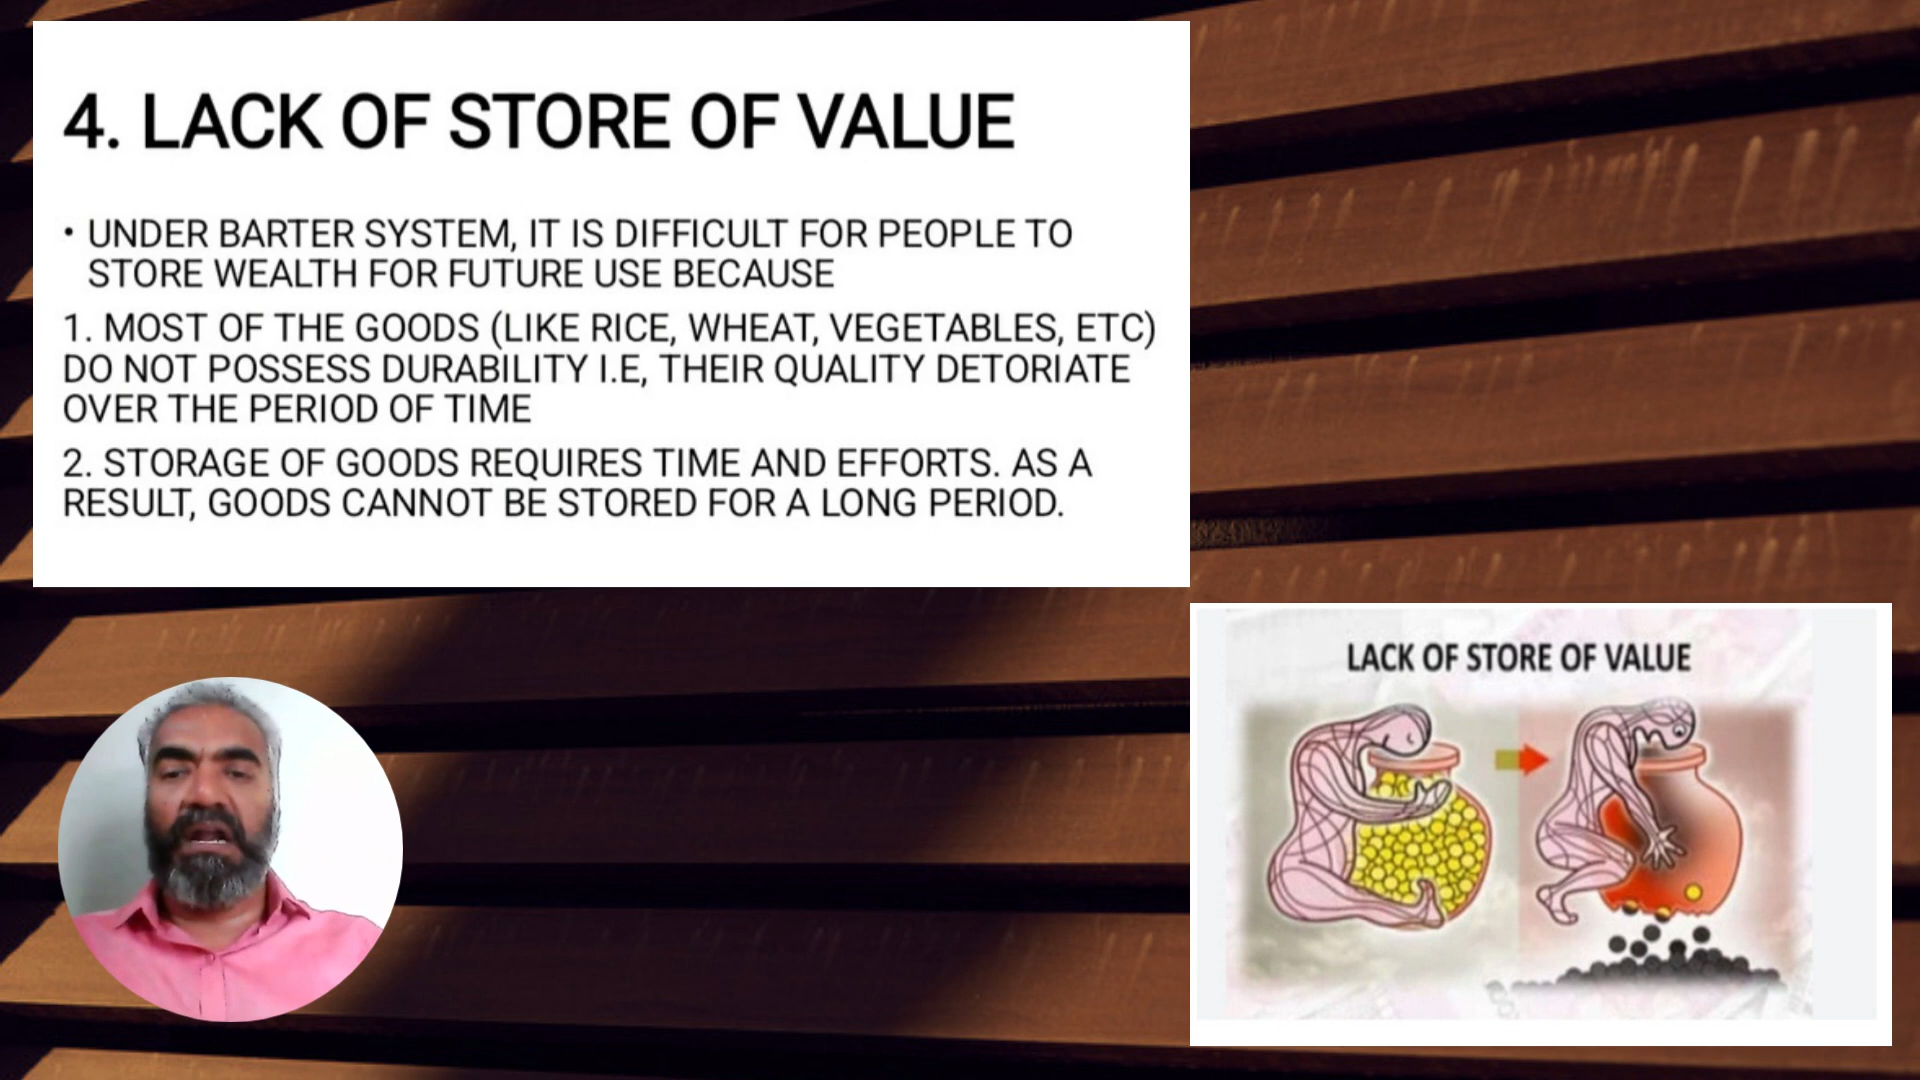 4. LACK OF STORE OF VALUE
• UNDER BARTER SYSTEM, IT IS DIFFICULT FOR PEOPLE TO
STORE WEALTH FOR FUTURE USE BECAUSE
1. MOST OF THE GOODS (LIKE RICE, WHEAT, VEGETABLES, ETC)
DO NOT POSSESS DURABILITY I.E, THEIR QUALITY DETORIATE
OVER THE PERIOD OF TIME
2. STORAGE OF GOODS REQUIRES TIME AND EFFORTS. AS A
RESULT, GOODS CANNOT BE STORED FOR A LONG PERIOD.
LACK OF STORE OF VALUE